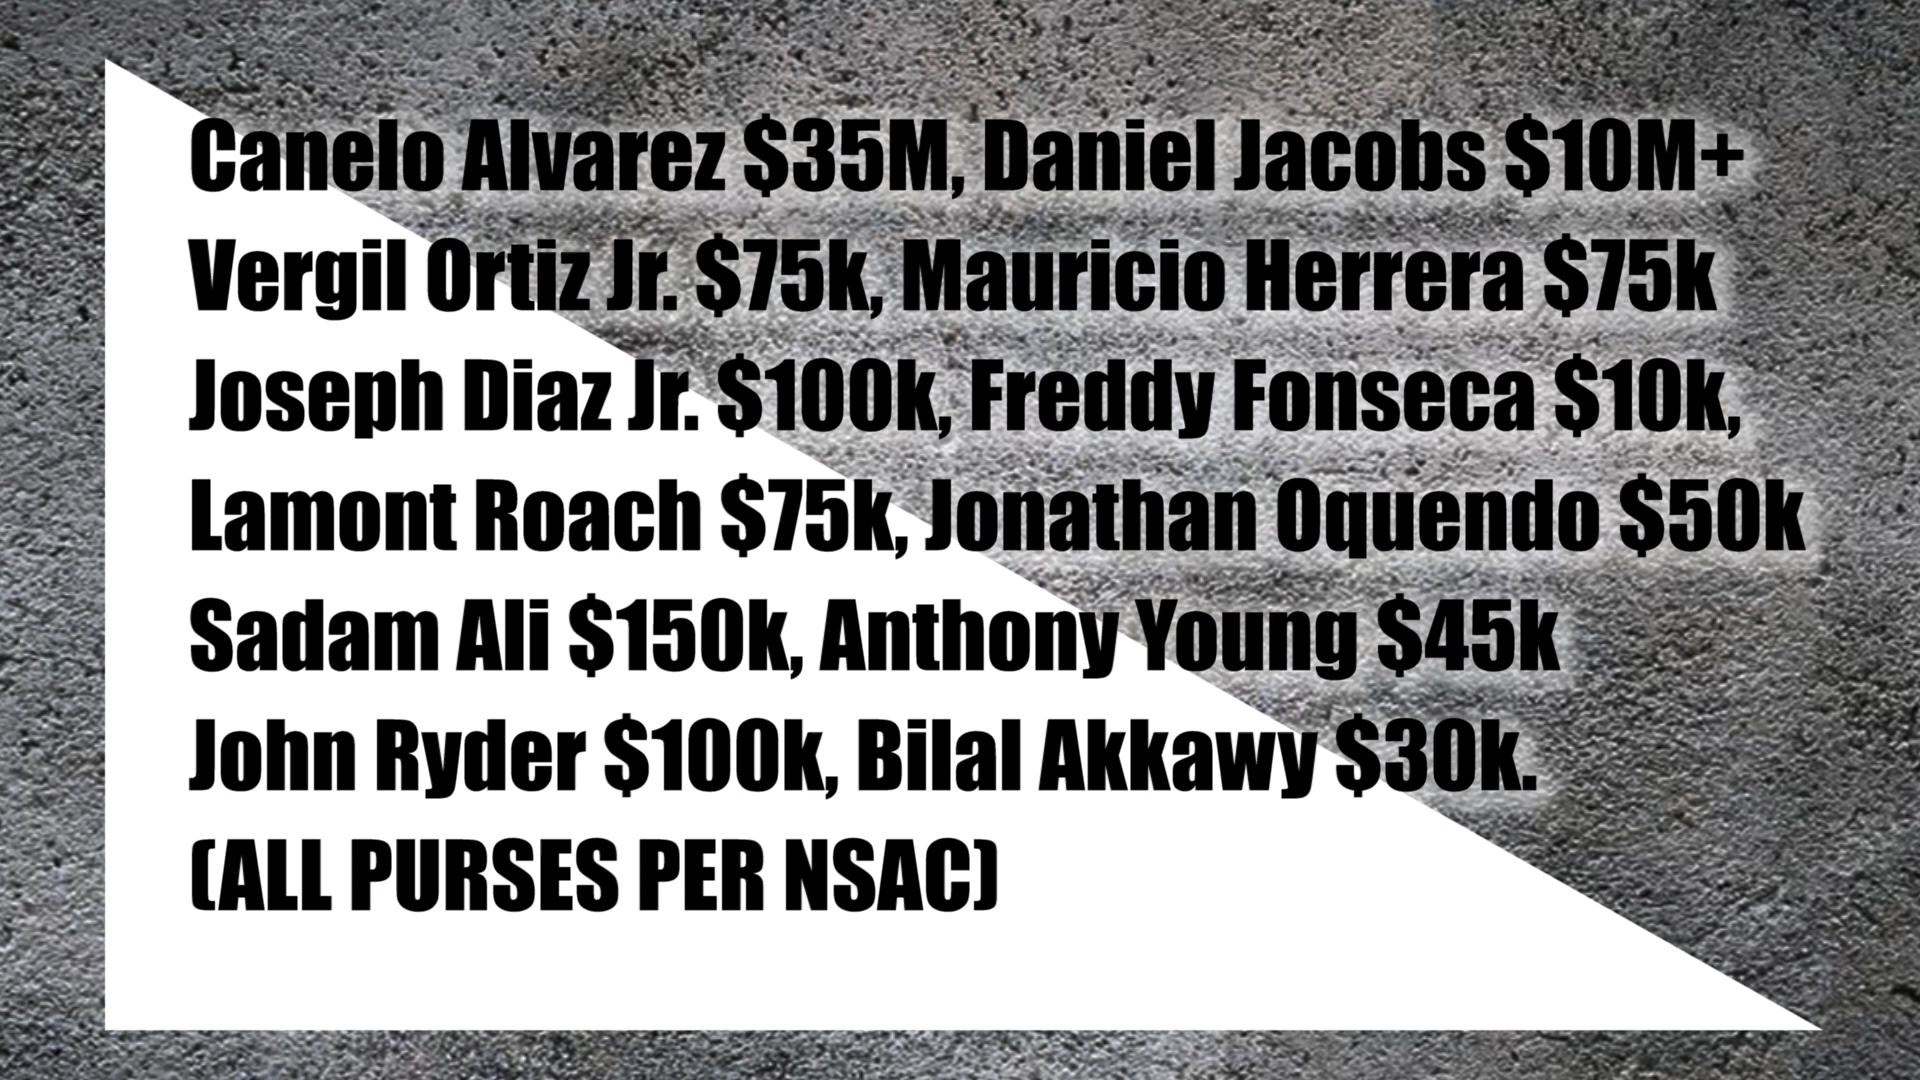 Canelo Alvarez $35M, Daniel Jacobs $10M+
Vergil Ortiz Jr. $75k, Mauricio Herrera $75k
Joseph Diaz Jr. $100k, Freddy Fonseca $10k,
Lamont Roach $75k, Jonathan Oquendo $50k
Sadam Ali $150k, Anthony Young $45k
John Ryder $100k, Bilal Akkawy $30k.
(ALL PURSES PER NSAC)